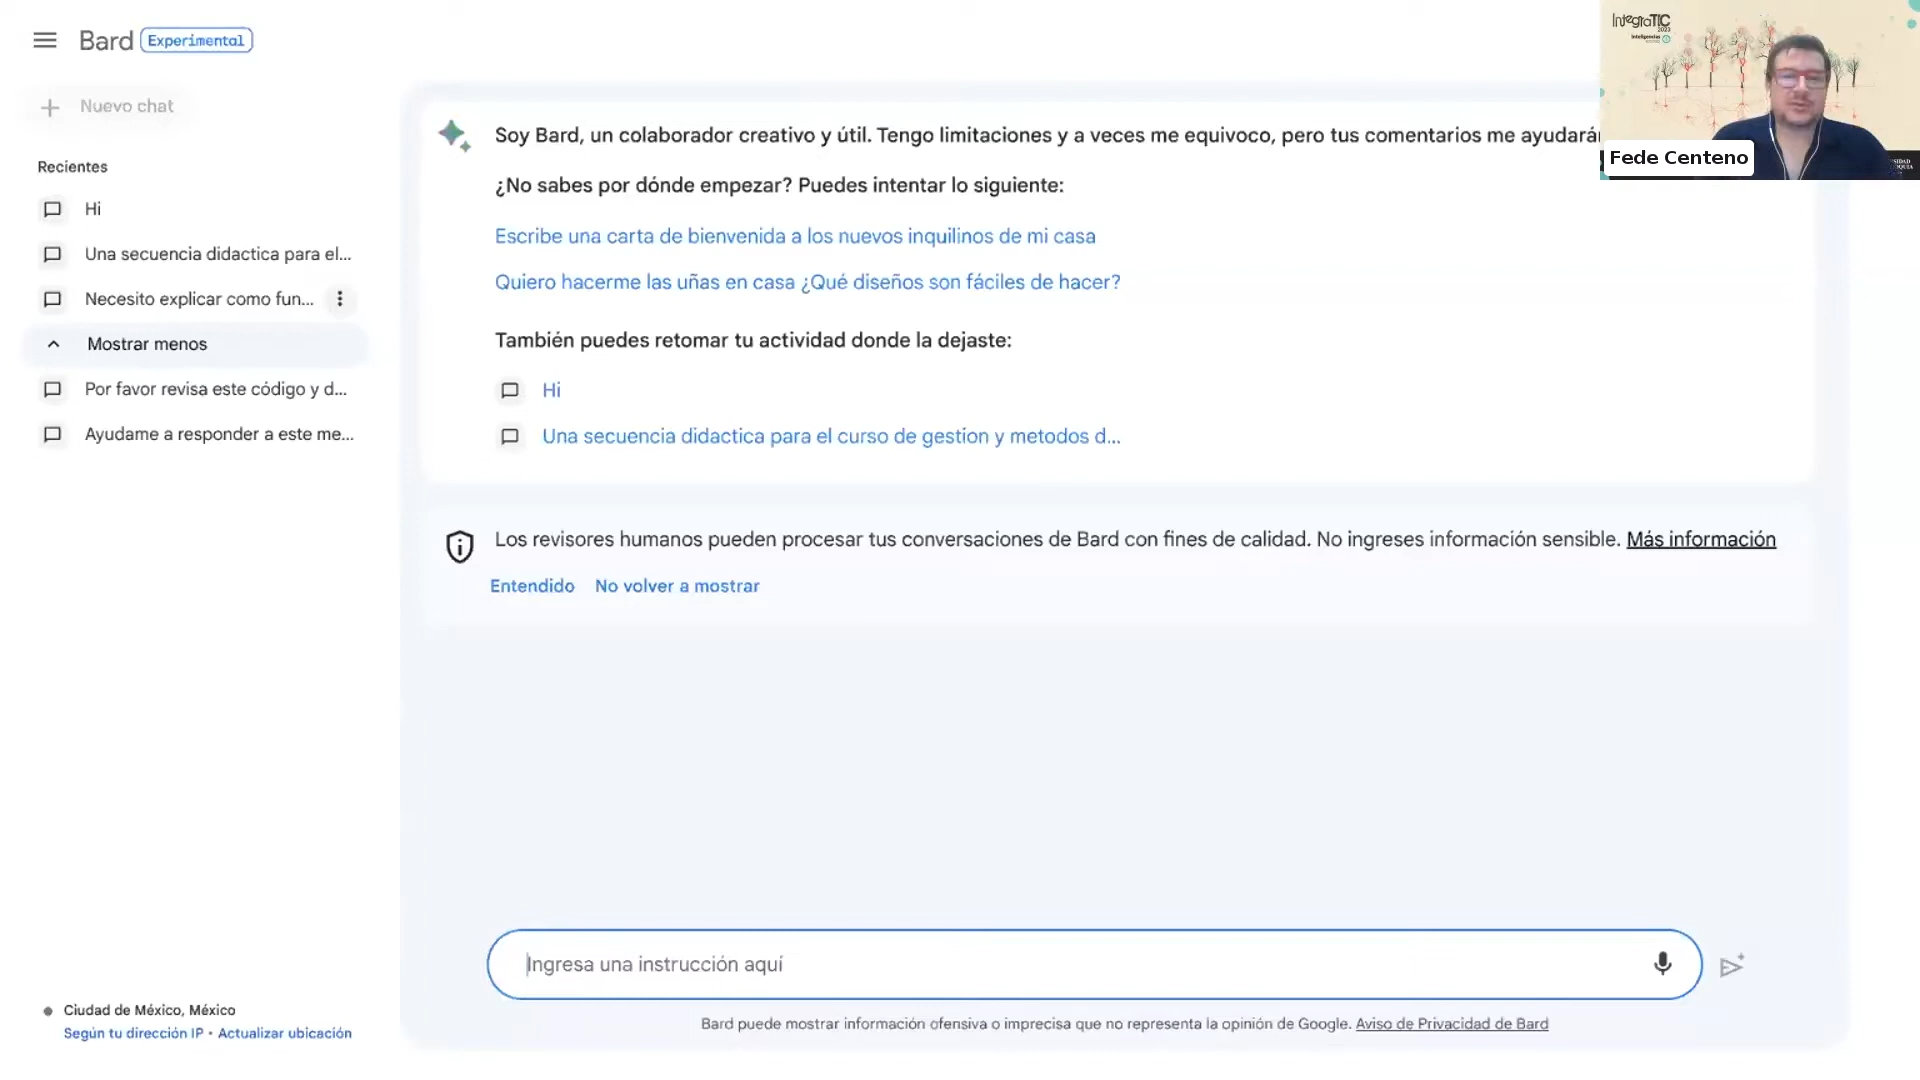 Bard Experimental
Nuevo chat
Recientes
Hi
Una secuencia didactica para el...
Necesito explicar como fun...
Mostrar menos
Por favor revisa este código y d...
Ayudame a responder a este me...
Ciudad de México, México
Según tu dirección IP • Actualizar ubicación
Soy Bard, un colaborador creativo y útil. Tengo limitaciones y a veces me equivoco, pero tus comentarios me ayudarán
¿No sabes por dónde empezar? Puedes intentar lo siguiente:
Escribe una carta de bienvenida a los nuevos inquilinos de mi casa
Quiero hacerme las uñas en casa ¿Qué diseños son fáciles de hacer?
También puedes retomar tu actividad donde la dejaste:
Hi
Una secuencia didactica para el curso de gestion y metodos d...
Los revisores humanos pueden procesar tus conversaciones de Bard con fines de calidad. No ingreses información sensible. Más información
Entendido No volver a mostrar
Ingresa una instrucción aquí
Bard puede mostrar información ofensiva o imprecisa que no representa la opinión de Google. Aviso de Privacidad de Bard
IntegraTIC
2023
Inteligencias
Fede Centeno